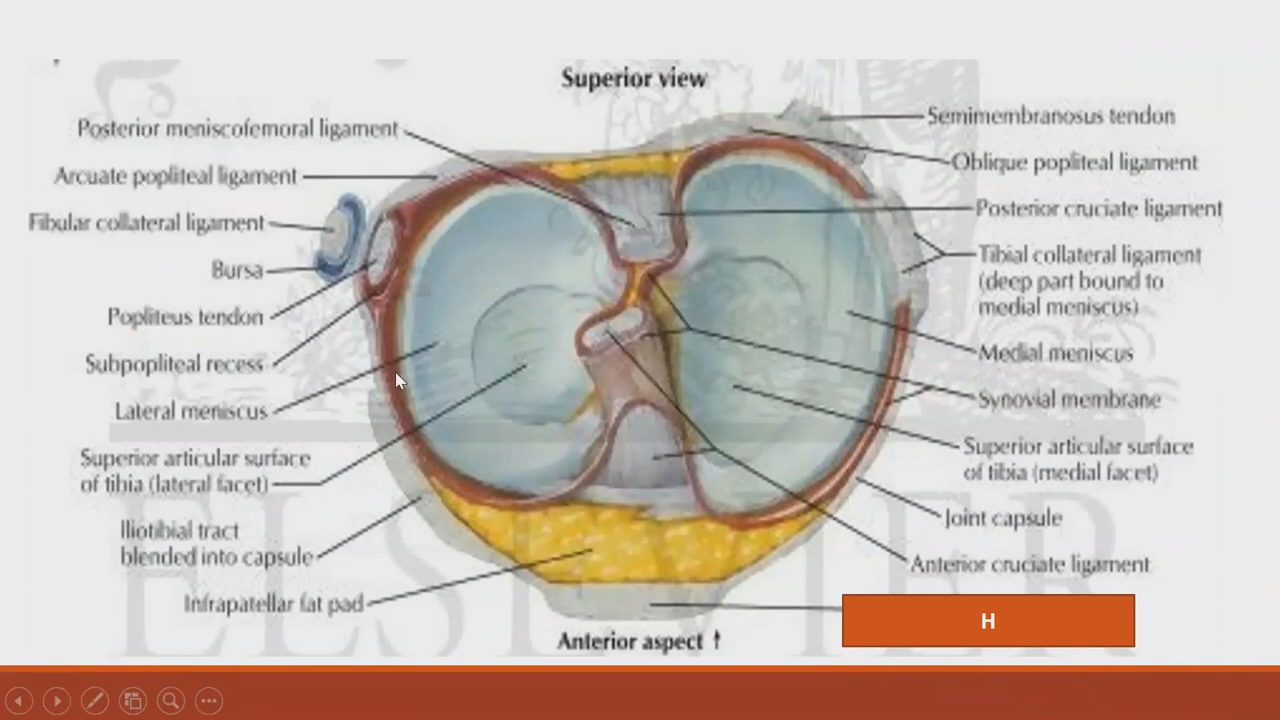 Superior view
Posterior meniscofemoral ligament
Arcuate popliteal ligament
Fibular collateral ligament
Bursa
Popliteus tendon
Subpopliteal recess
Lateral meniscus
Superior articular surface
of tibia (lateral facet)
Iliotibial tract
blended into capsule
Infrapatellar fat pad
Semimembranosus tendon
Oblique popliteal ligament
Posterior cruciate ligament
Tibial collateral ligament
(deep part bound to
medial meniscus)
Medial meniscus
Synovial membrane
Superior articular surface
of tibia (medial facet)
Joint capsule
Anterior cruciate ligament
H
Anterior aspect ↑
ELSEVIER